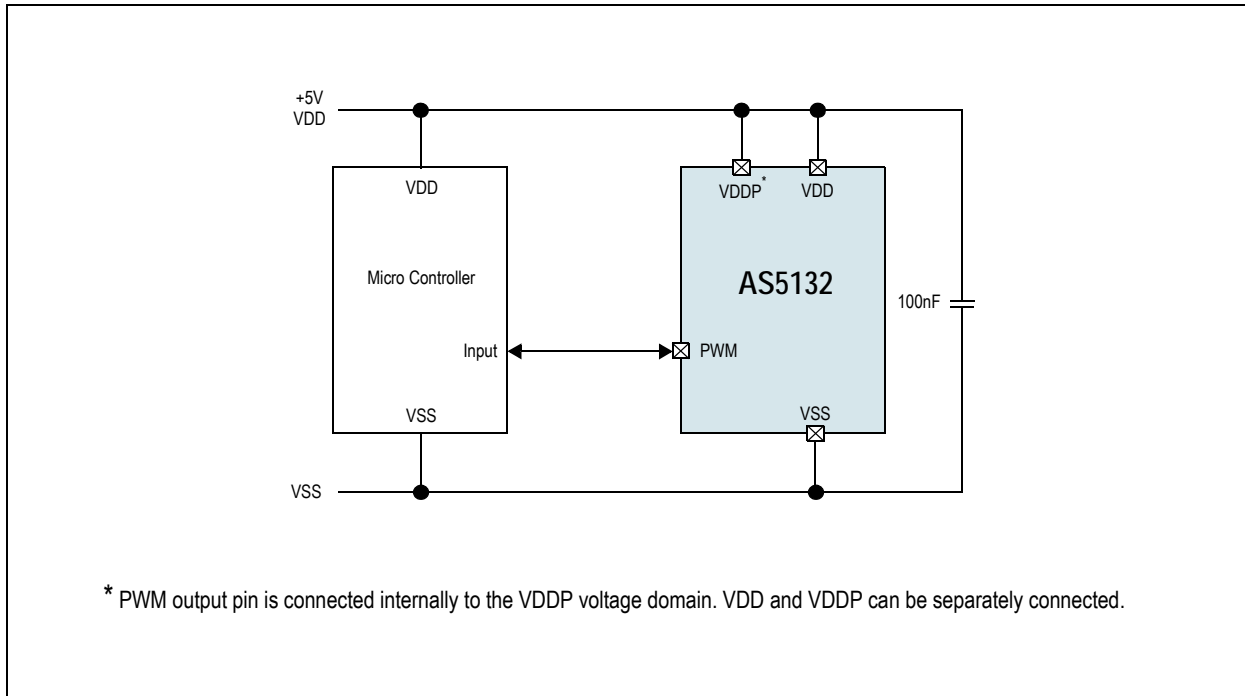 +5V
VDD
VDD
VDDP*
VDD
Micro Controller
AS5132
100nF
Input
PWM
VSS
VSS
VSS
* PWM output pin is connected internally to the VDDP voltage domain. VDD and VDDP can be separately connected.